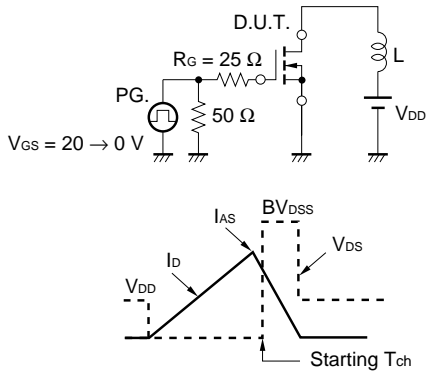 D.U.T.
RG = 25 Ω
L
PG.
50 Ω
VDD
VGS = 20 → 0 V
BVDSS
IAS
VDS
ID
VDD
Starting Tch